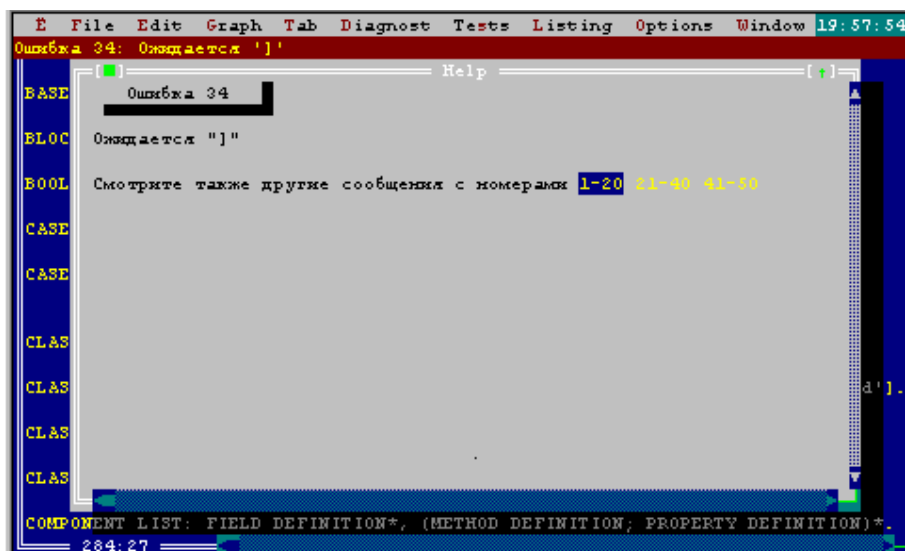 Ë File Edit Graph Tab Diagnost Tests Listing Options Window 19:57:54
Ошибка 34: Ожидается ']'
Help
BASE
Ошибка 34
BLOC
Ожидается "]"
BOOL
Смотрите также другие сообщения с номерами 1-20 21-40 41-50
CASE
CASE
CLAS
CLAS d'].
CLAS
CLAS
COMPONENT LIST: FIELD DEFINITION*, (METHOD DEFINITION; PROPERTY DEFINITION)*.
284:27